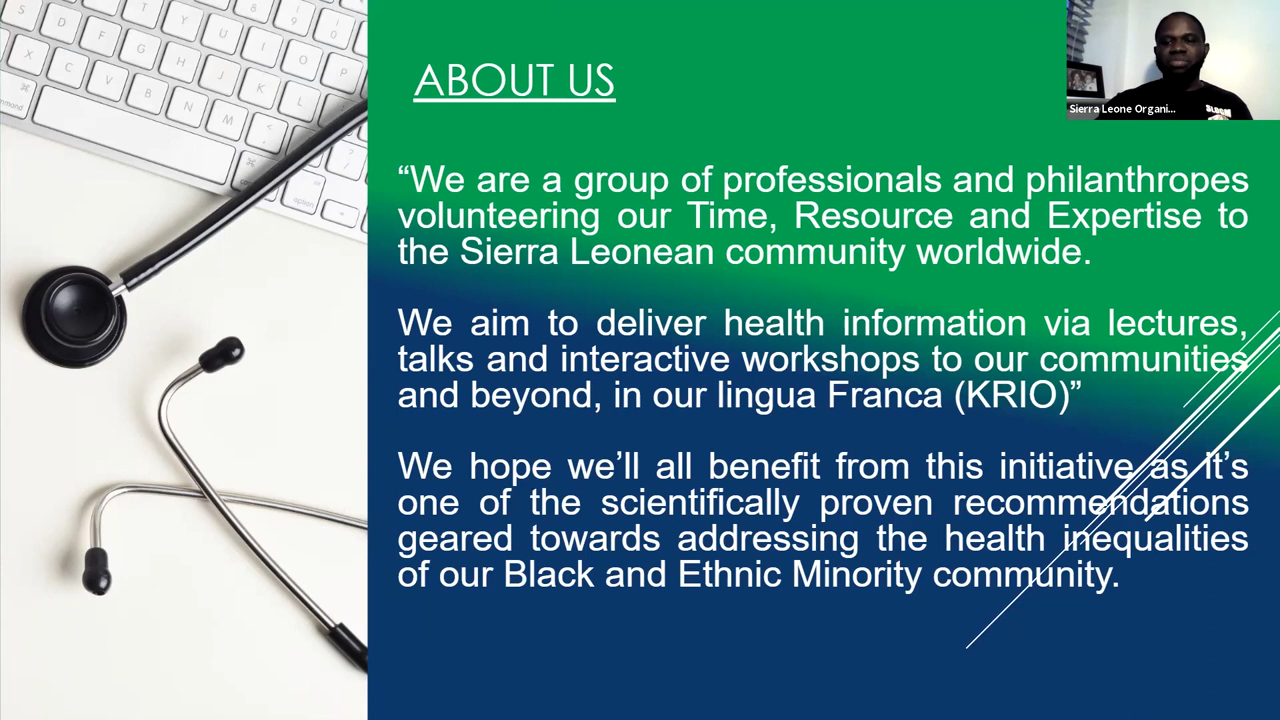 ABOUT US
Sierra Leone Organi...
“We are a group of professionals and philanthropes
volunteering our Time, Resource and Expertise to
the Sierra Leonean community worldwide.
We aim to deliver health information via lectures,
talks and interactive workshops to our communities
and beyond, in our lingua Franca (KRIO)”
We hope we’ll all benefit from this initiative as it’s
one of the scientifically proven recommendations
geared towards addressing the health inequalities
of our Black and Ethnic Minority community.